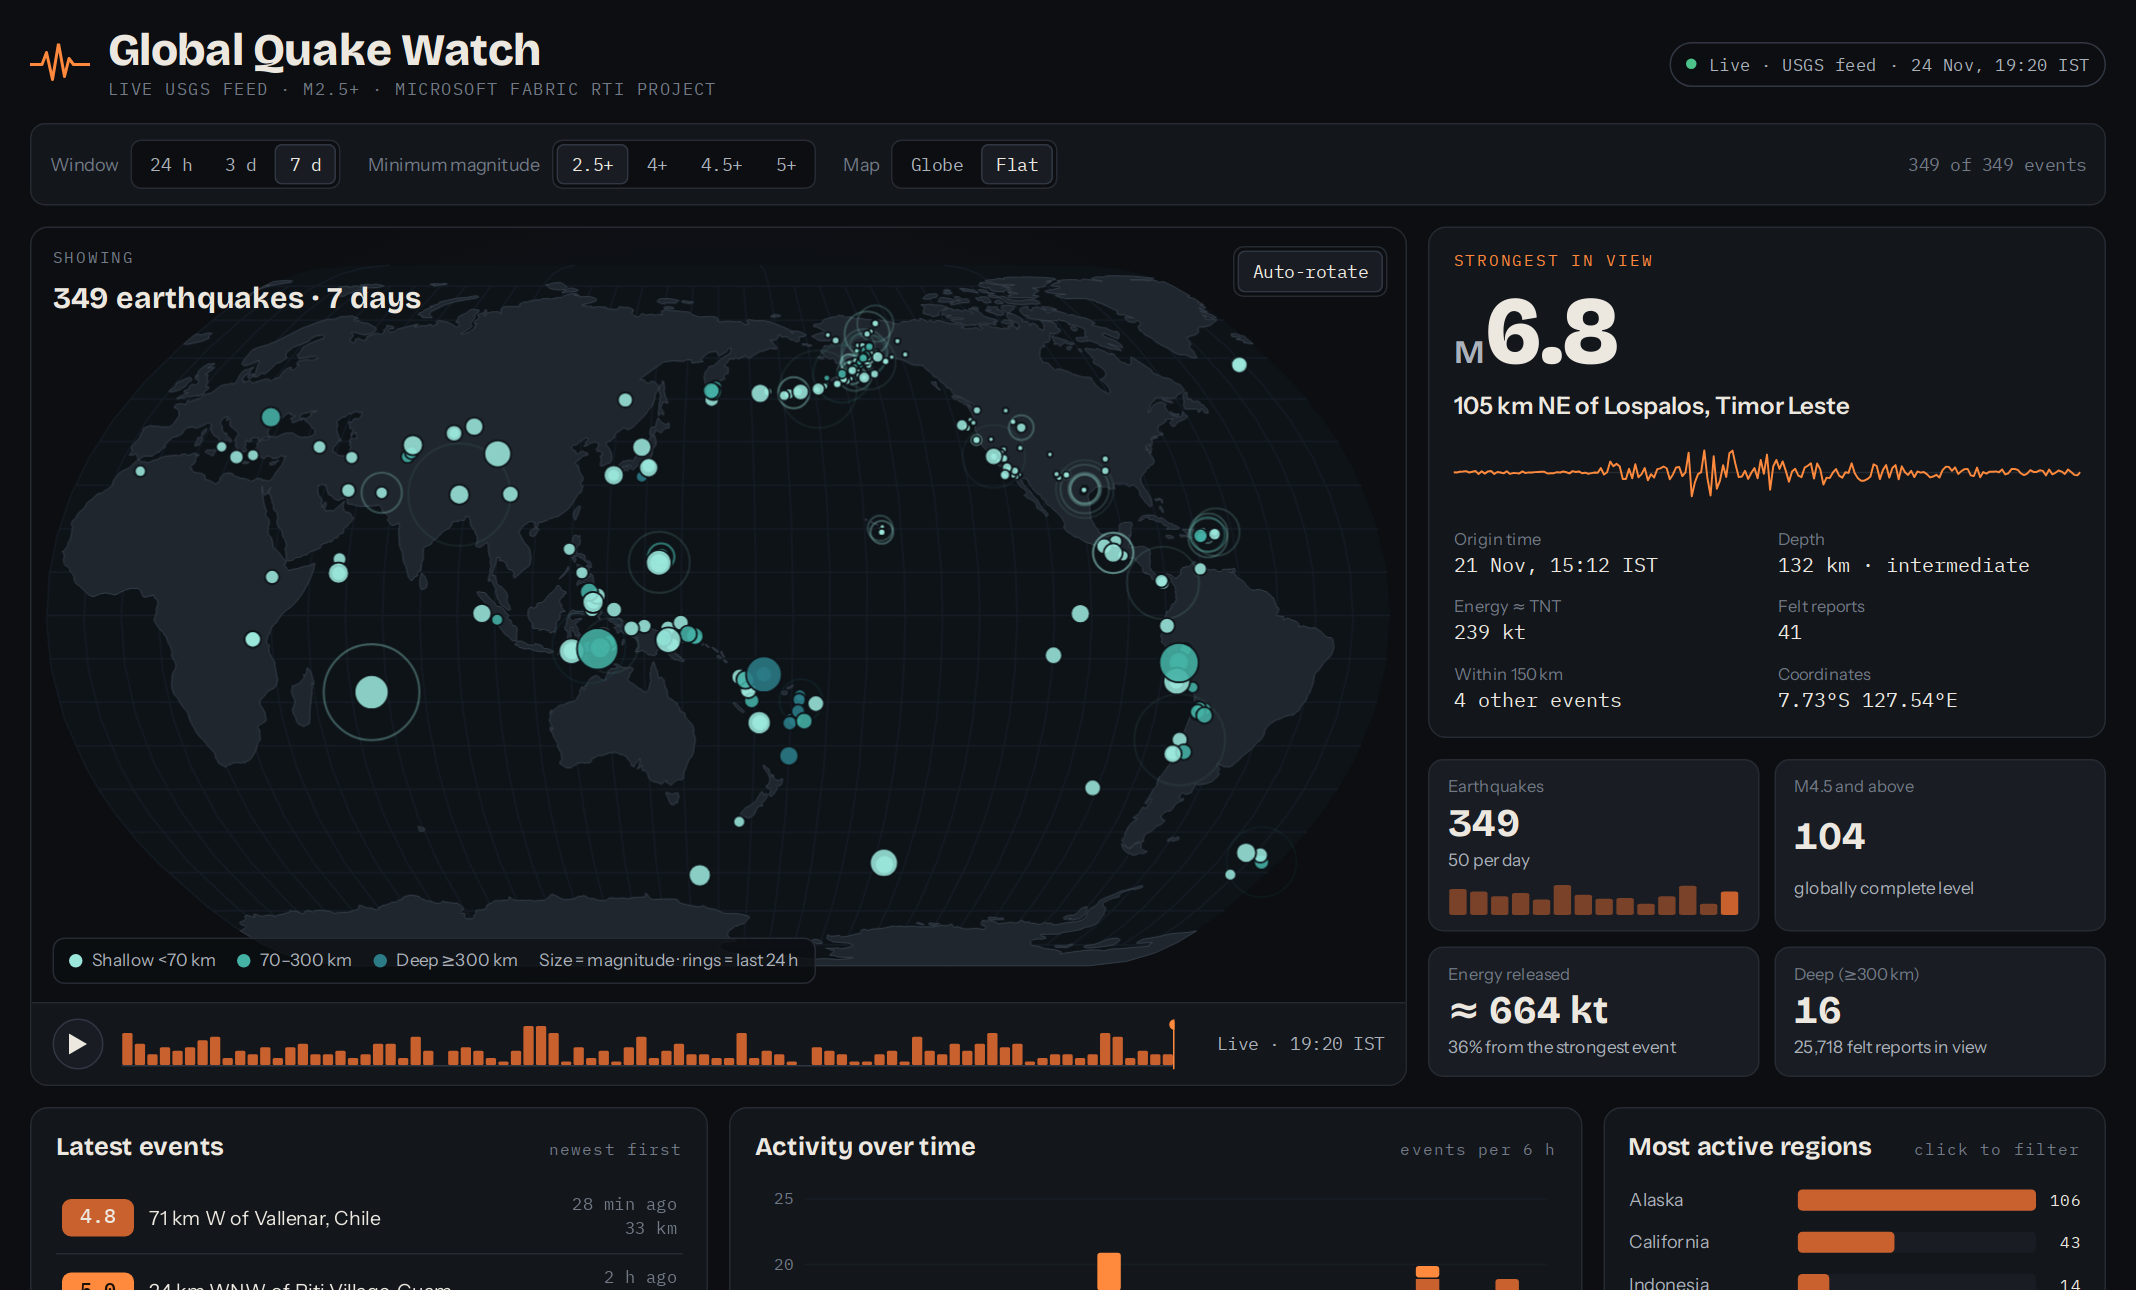 Global Quake Watch
LIVE USGS FEED · M2.5+ · MICROSOFT FABRIC RTI PROJECT
Live · USGS feed · 24 Nov, 19:20 IST
Window 24 h 3 d 7 d Minimum magnitude 2.5+ 4+ 4.5+ 5+ Map Globe Flat 349 of 349 events
SHOWING
349 earthquakes · 7 days
Auto-rotate
Shallow <70 km 70–300 km Deep ≥300 km Size = magnitude · rings = last 24 h
Live · 19:20 IST
STRONGEST IN VIEW
M6.8
105 km NE of Lospalos, Timor Leste
Origin time
21 Nov, 15:12 IST
Depth
132 km · intermediate
Energy ≈ TNT
239 kt
Felt reports
41
Within 150 km
4 other events
Coordinates
7.73°S 127.54°E
Earthquakes
349
50 per day
M4.5 and above
104
globally complete level
Energy released
≈ 664 kt
36% from the strongest event
Deep (≥300 km)
16
25,718 felt reports in view
Latest events newest first
4.8 71 km W of Vallenar, Chile 28 min ago
33 km
5.0 24 km WNW of Piti Village, Guam 2 h ago
Activity over time events per 6 h
25
20
Most active regions click to filter
Alaska 106
California 43
Indonesia 14